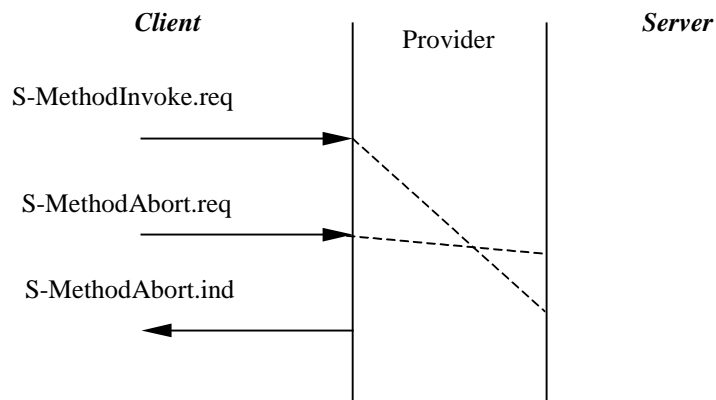 Client
Provider
Server
S-MethodInvoke.req
S-MethodAbort.req
S-MethodAbort.ind